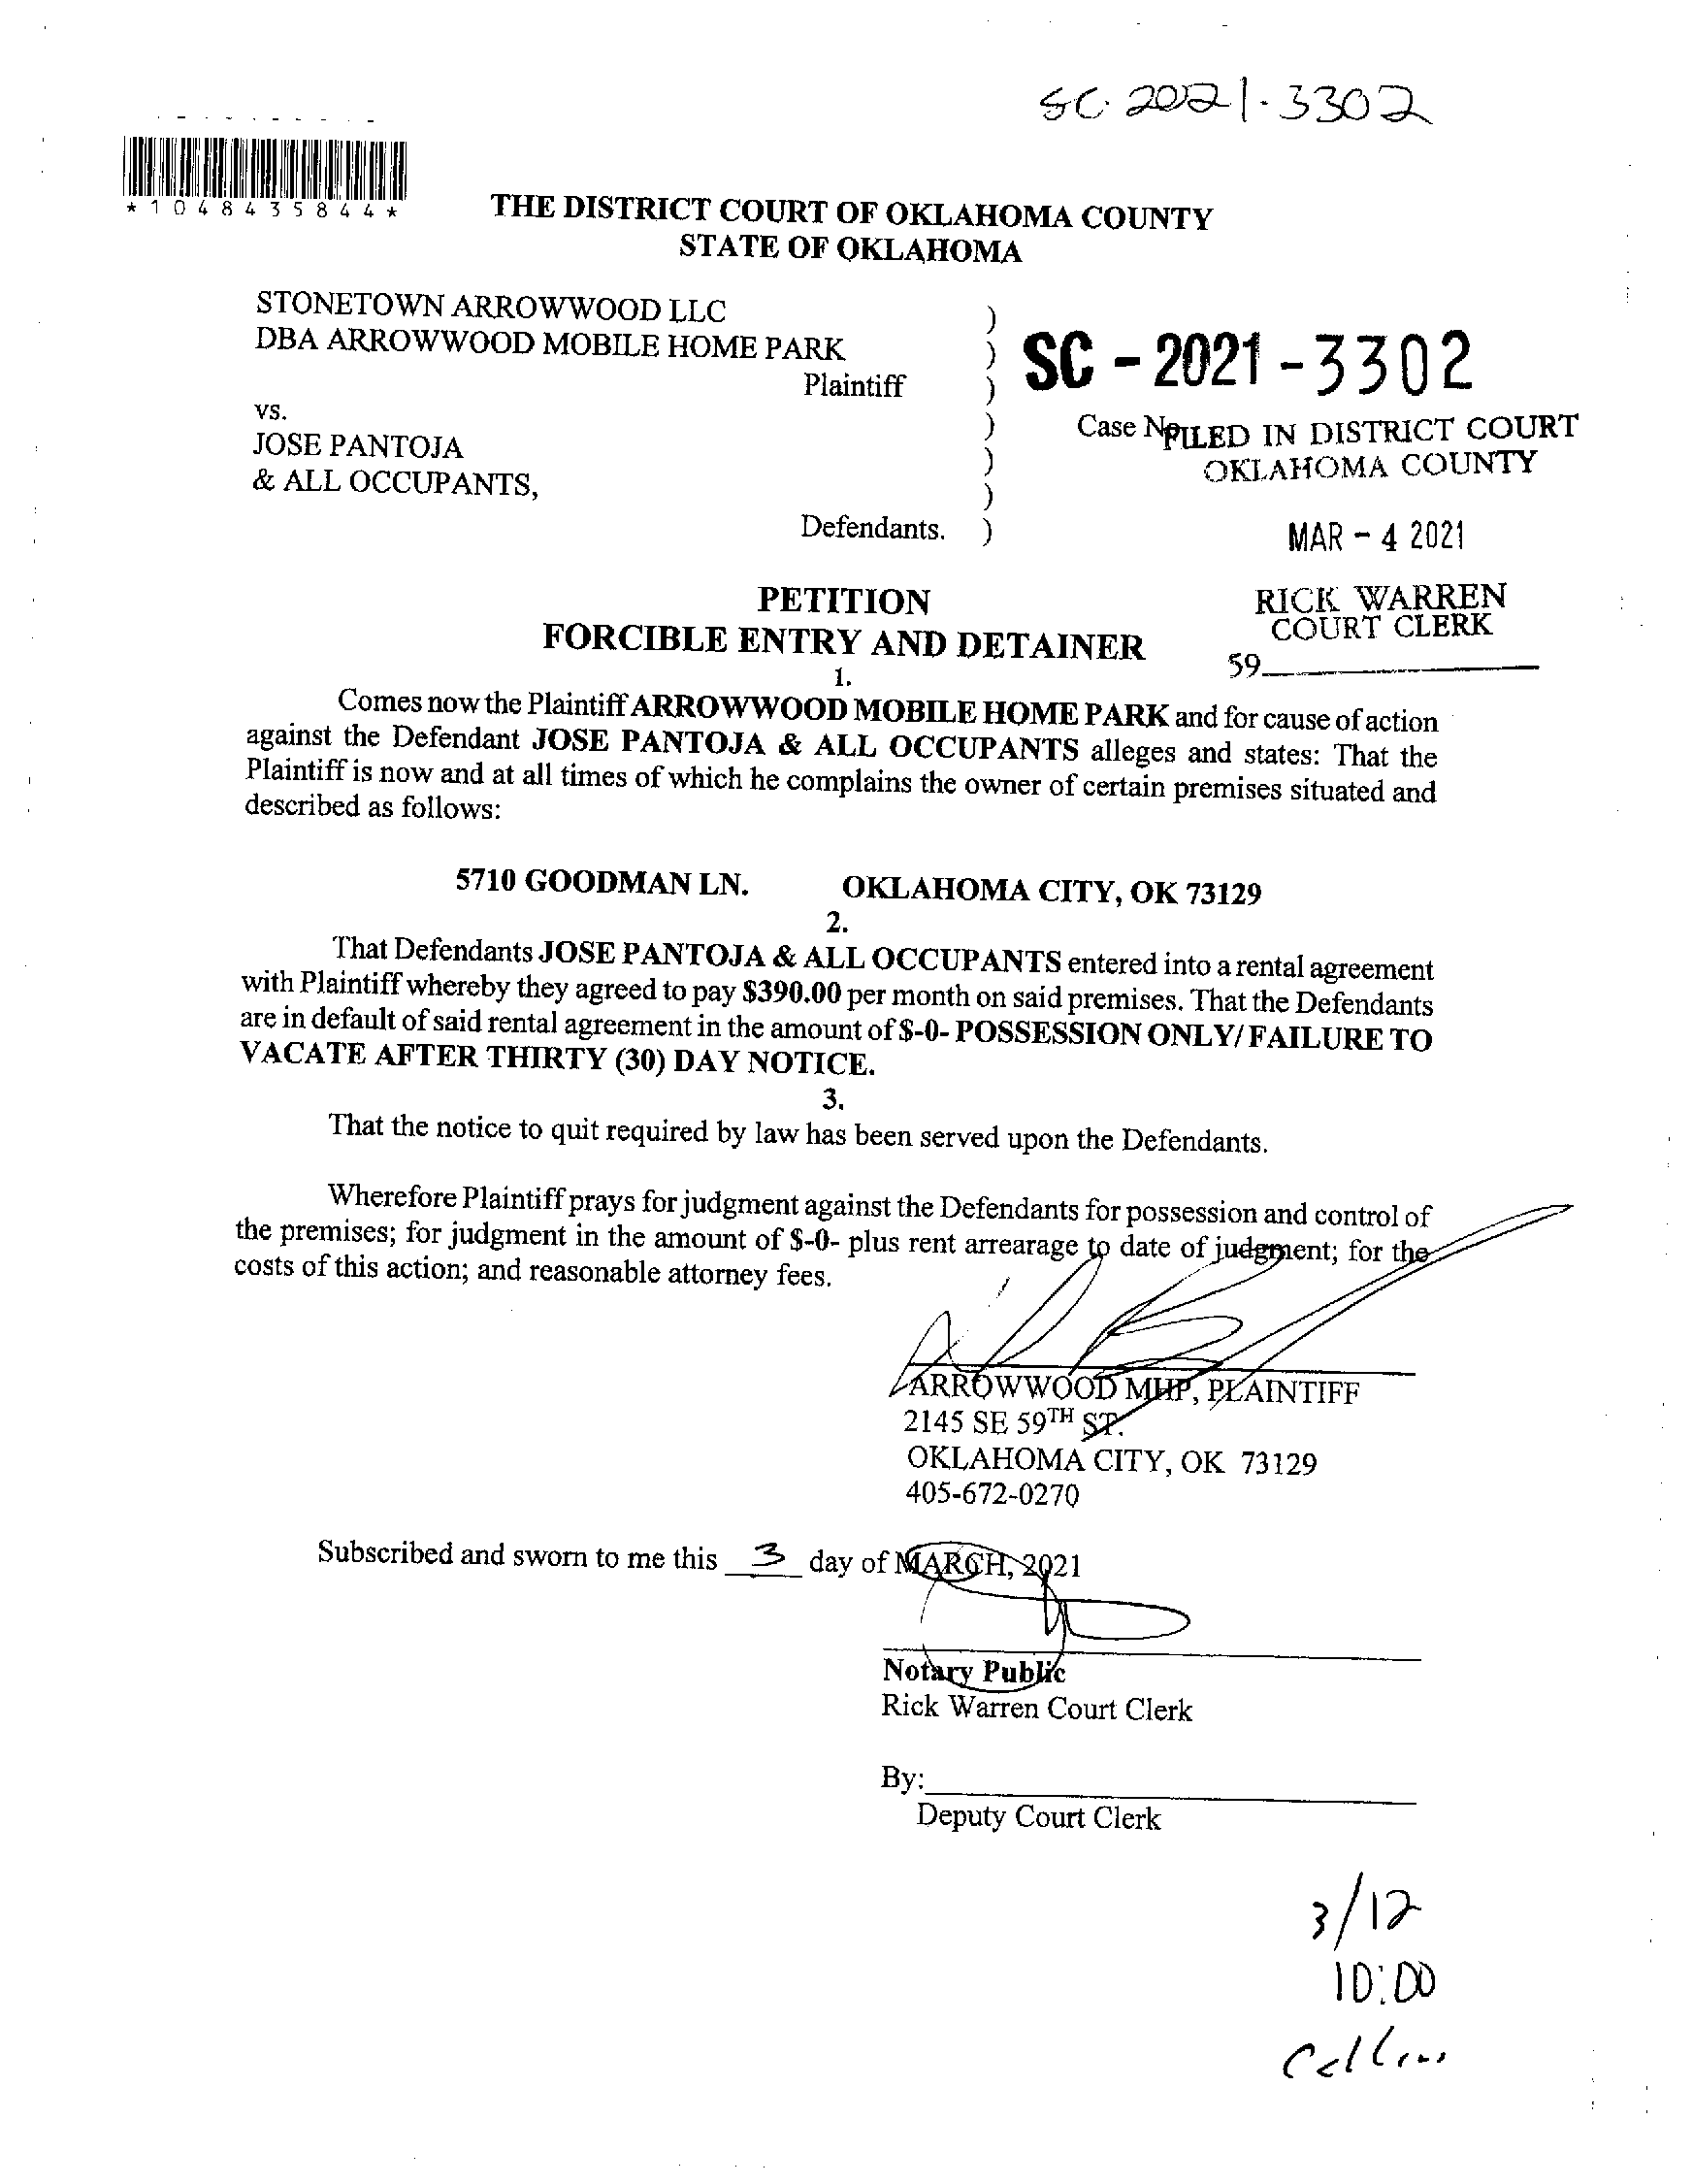 SC-2021-3302
*1048435844*
THE DISTRICT COURT OF OKLAHOMA COUNTY
STATE OF OKLAHOMA
STONETOWN ARROWWOOD LLC )
DBA ARROWWOOD MOBILE HOME PARK ) SC - 2021 - 3302
Plaintiff )
vs. ) Case No
JOSE PANTOJA ) FILED IN DISTRICT COURT
& ALL OCCUPANTS, ) OKLAHOMA COUNTY
Defendants. ) MAR - 4 2021
PETITION RICK WARREN
FORCIBLE ENTRY AND DETAINER COURT CLERK
59
1.
Comes now the Plaintiff ARROWWOOD MOBILE HOME PARK and for cause of action
against the Defendant JOSE PANTOJA & ALL OCCUPANTS alleges and states: That the
Plaintiff is now and at all times of which he complains the owner of certain premises situated and
described as follows:
5710 GOODMAN LN. OKLAHOMA CITY, OK 73129
2.
That Defendants JOSE PANTOJA & ALL OCCUPANTS entered into a rental agreement
with Plaintiff whereby they agreed to pay $390.00 per month on said premises. That the Defendants
are in default of said rental agreement in the amount of $-0- POSSESSION ONLY/ FAILURE TO
VACATE AFTER THIRTY (30) DAY NOTICE.
3.
That the notice to quit required by law has been served upon the Defendants.
Wherefore Plaintiff prays for judgment against the Defendants for possession and control of
the premises; for judgment in the amount of $-0- plus rent arrearage to date of judgment; for the
costs of this action; and reasonable attorney fees.
ARROWWOOD MHP, PLAINTIFF
2145 SE 59TH ST.
OKLAHOMA CITY, OK 73129
405-672-0270
Subscribed and sworn to me this 3 day of MARCH, 2021
Notary Public
Rick Warren Court Clerk
By:
Deputy Court Clerk
3/12
10:00